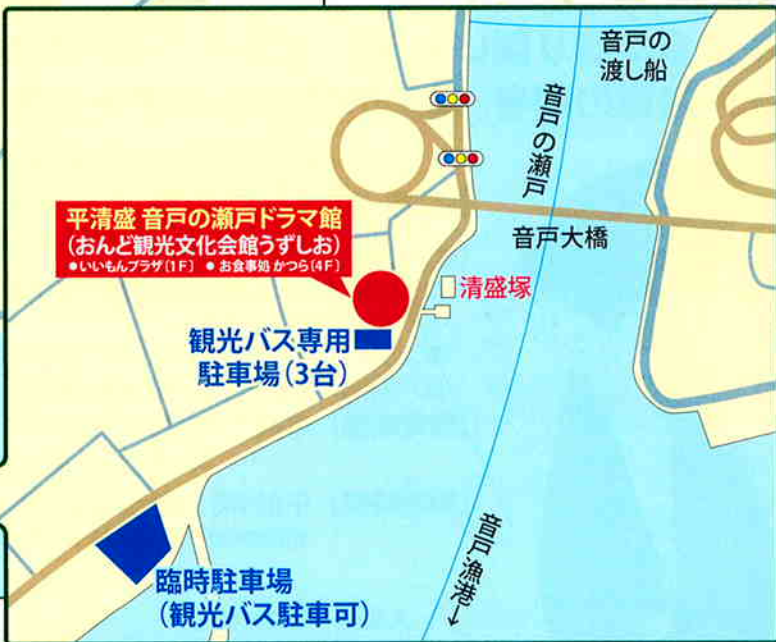 音戸の
渡し船
音戸の瀬戸
平清盛 音戸の瀬戸ドラマ館
(おんど観光文化会館うずしお)
●いいもんプラザ〔1F〕 ●お食事処 かつら〔4F〕
音戸大橋
清盛塚
観光バス専用
駐車場(3台)
音戸漁港→
臨時駐車場
(観光バス駐車可)